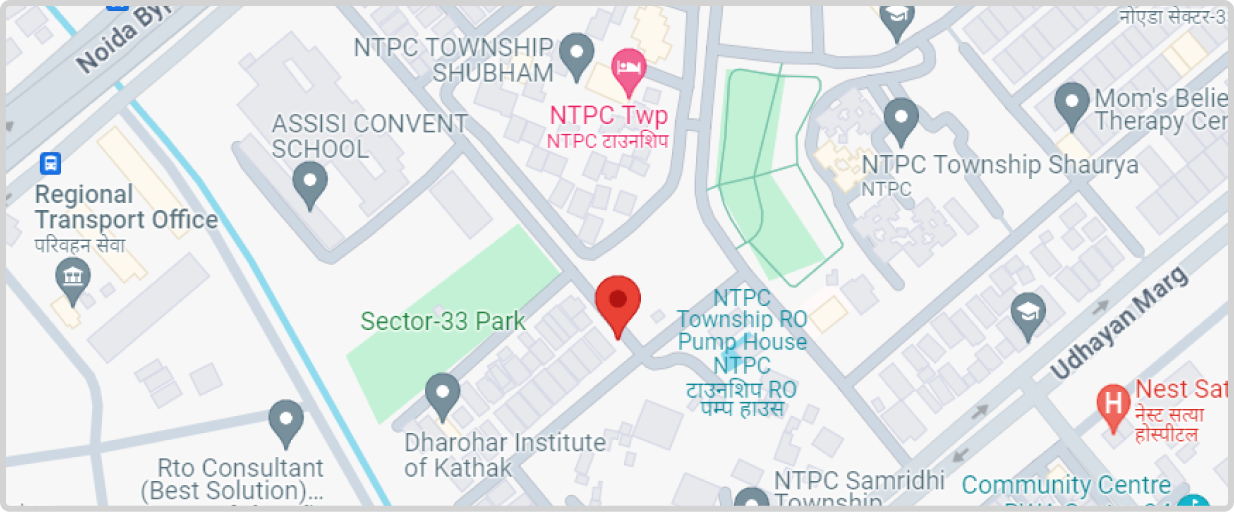 Noida Byp
नोएडा सेक्टर-3
NTPC TOWNSHIP
SHUBHAM
NTPC Twp
NTPC टाउनशिप
ASSISI CONVENT
SCHOOL
Mom's Belie
Therapy Cer
NTPC Township Shaurya
NTPC
Regional
Transport Office
परिवहन सेवा
Sector-33 Park
NTPC
Township RO
Pump House
NTPC
टाउनशिप RO
पम्प हाउस
Udhayan Marg
H
Nest Sat
नेस्ट सत्या
हॉस्पीटल
Dharohar Institute
of Kathak
Rto Consultant
(Best Solution)...
NTPC Samridhi
Township
Community Centre